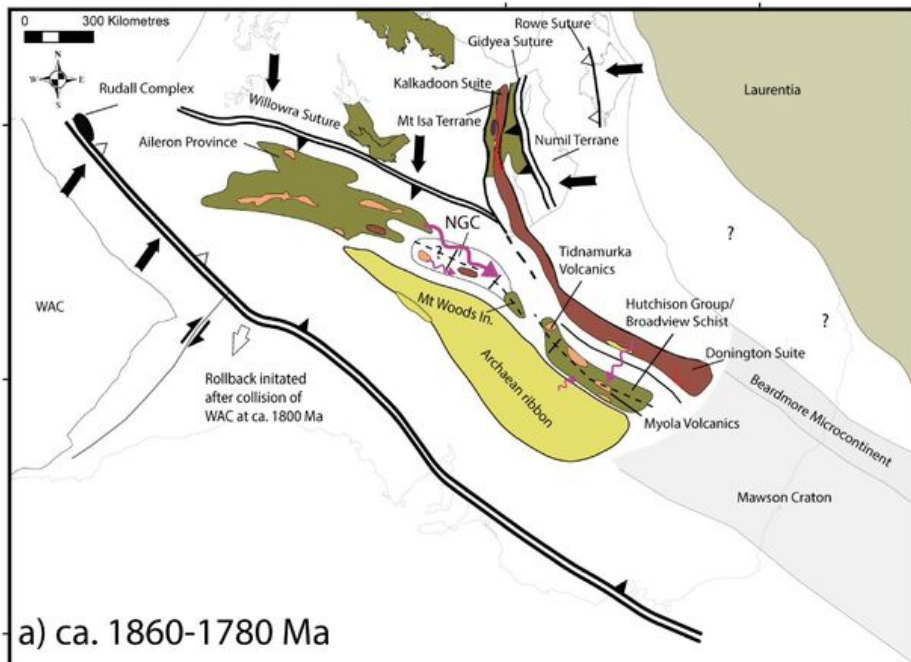 0 300 Kilometres
N
W E
S
Rudall Complex
Willowra Suture
Aileron Province
Rowe Suture
Gidyea Suture
Kalkadoon Suite
Mt Isa Terrane
Numil Terrane
Laurentia
NGC
?
Tidnamurka
Volcanics
?
?
Mt Woods In.
Hutchison Group/
Broadview Schist
Donington Suite
WAC
Archaean ribbon
Rollback initated
after collision of
WAC at ca. 1800 Ma
Myola Volcanics
Beardmore Microcontinent
Mawson Craton
a) ca. 1860-1780 Ma